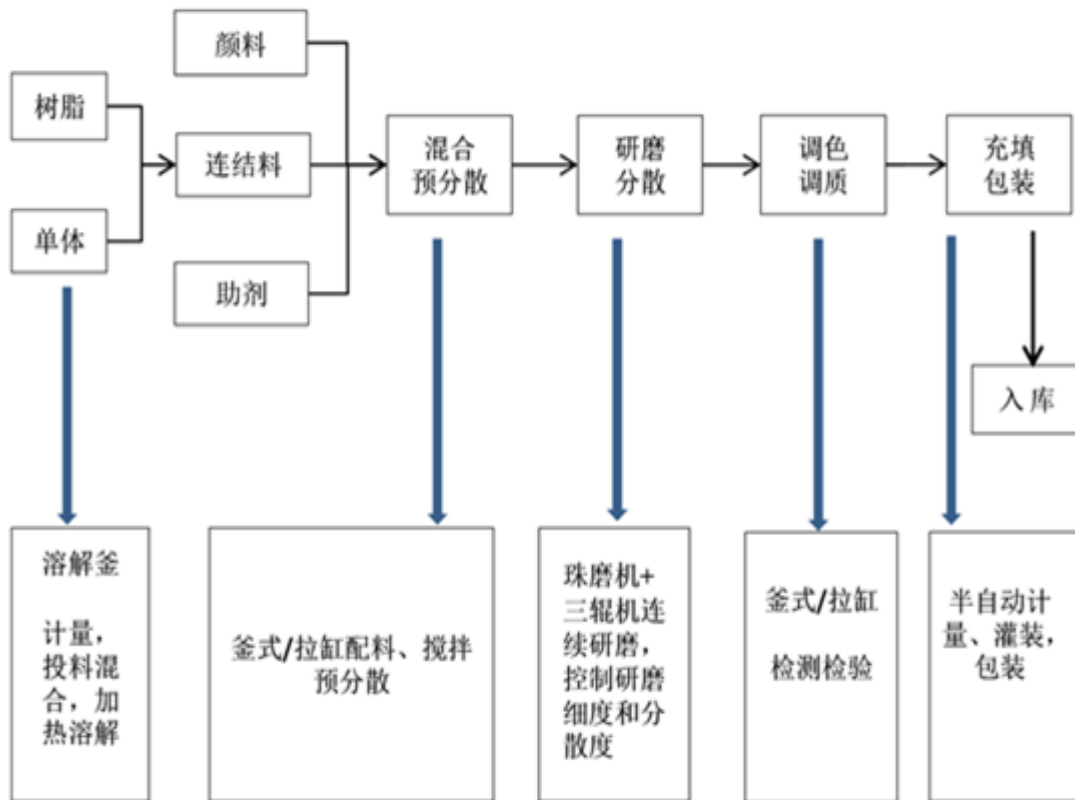 颜料
树脂
连结料
单体
助剂
混合
预分散
研磨
分散
调色
调质
充填
包装
入库
溶解釜
计量，
投料混
合，加
热溶解
釜式/拉缸配料、搅拌
预分散
珠磨机+
三辊机连
续研磨，
控制研磨
细度和分
散度
釜式/拉缸
检测检验
半自动计
量、灌装，
包装